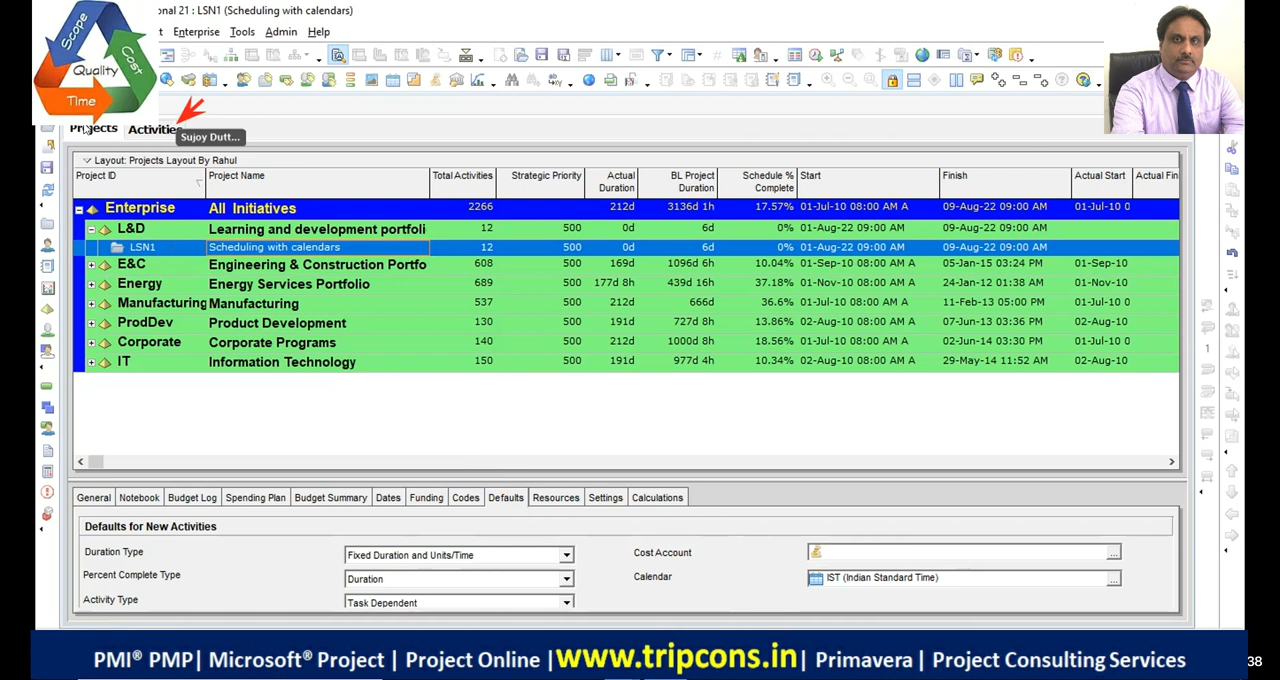 onal 21 : LSN1 (Scheduling with calendars)
t Enterprise Tools Admin Help
Scope
Cost
Quality
Time
Projects Activities
Sujoy Dutt...
Layout: Projects Layout By Rahul
Project ID Project Name Total Activities Strategic Priority Actual Duration BL Project Duration Schedule % Complete Start Finish Actual Start Actual Fin
Enterprise All Initiatives 2266 212d 3136d 1h 17.57% 01-Jul-10 08:00 AM A 09-Aug-22 09:00 AM 01-Jul-10 0
L&D Learning and development portfoli 12 500 0d 6d 0% 01-Aug-22 09:00 AM 09-Aug-22 09:00 AM
LSN1 Scheduling with calendars 12 500 0d 6d 0% 01-Aug-22 09:00 AM 09-Aug-22 09:00 AM
E&C Engineering & Construction Portfo 608 500 169d 1096d 6h 10.04% 01-Sep-10 08:00 AM A 05-Jan-15 03:24 PM 01-Sep-10
Energy Energy Services Portfolio 689 500 177d 8h 439d 16h 37.18% 01-Nov-10 08:00 AM A 24-Jan-12 01:38 AM 01-Nov-10
Manufacturing Manufacturing 537 500 212d 666d 36.6% 01-Jul-10 08:00 AM A 11-Feb-13 05:00 PM 01-Jul-10 0
ProdDev Product Development 130 500 191d 727d 8h 13.86% 02-Aug-10 08:00 AM A 07-Jun-13 03:36 PM 02-Aug-10
Corporate Corporate Programs 140 500 212d 1000d 8h 18.56% 01-Jul-10 08:00 AM A 02-Jun-14 03:30 PM 01-Jul-10 0
IT Information Technology 150 500 191d 977d 4h 10.34% 02-Aug-10 08:00 AM A 29-May-14 11:52 AM 02-Aug-10
General Notebook Budget Log Spending Plan Budget Summary Dates Funding Codes Defaults Resources Settings Calculations
Defaults for New Activities
Duration Type Fixed Duration and Units/Time Cost Account ...
Percent Complete Type Duration Calendar IST (Indian Standard Time) ...
Activity Type Task Dependent
PMI® PMP| Microsoft® Project | Project Online |www.tripcons.in| Primavera | Project Consulting Services
38